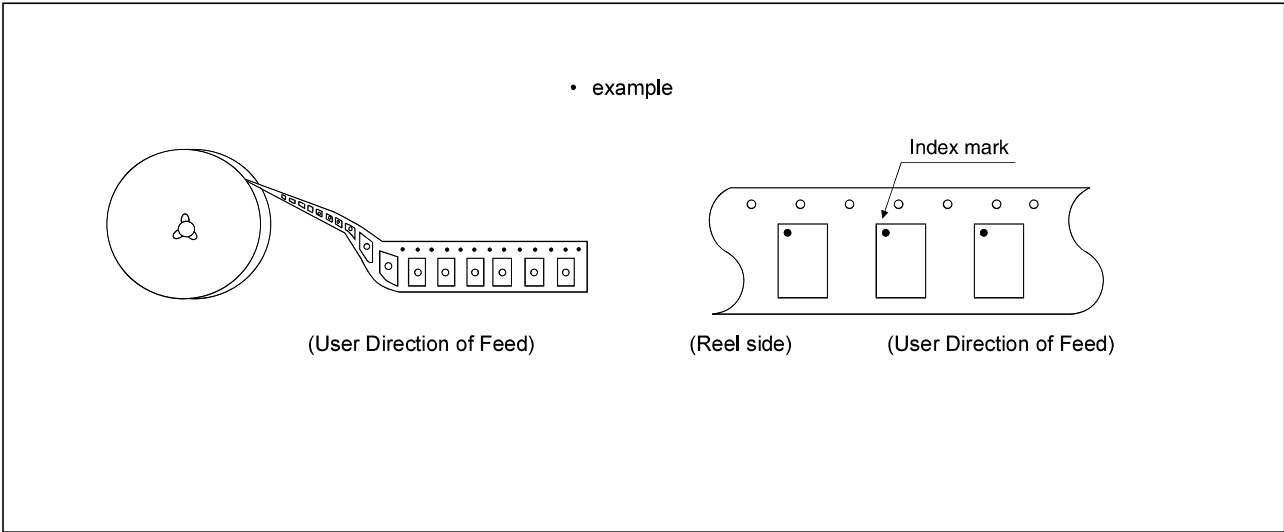 • example
Index mark
(User Direction of Feed)
(Reel side)
(User Direction of Feed)